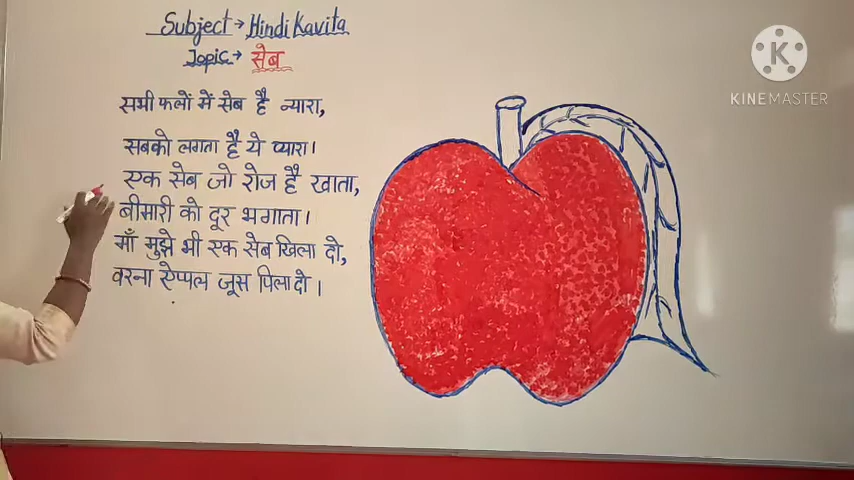 Subject → Hindi Kavita
Topic → सेब
सभी फलों में सेब है न्यारा,
सबको लगता है ये प्यारा।
एक सेब जो रोज है खाता,
बीमारी को दूर भगाता।
माँ मुझे भी एक सेब खिला दो,
वरना ऐप्पल जूस पिला दो।
K
KINEMASTER